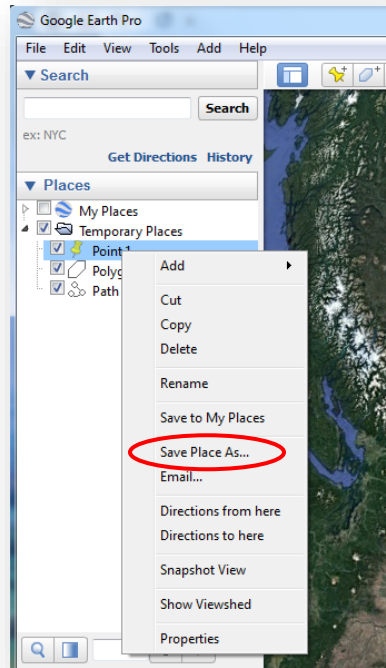 Google Earth Pro
File Edit View Tools Add Help
Search
Search
ex: NYC
Get Directions History
Places
My Places
Temporary Places
Point 1
Path
Add
Cut
Copy
Delete
Rename
Save to My Places
Save Place As...
Email...
Directions from here
Directions to here
Snapshot View
Show Viewshed
Properties